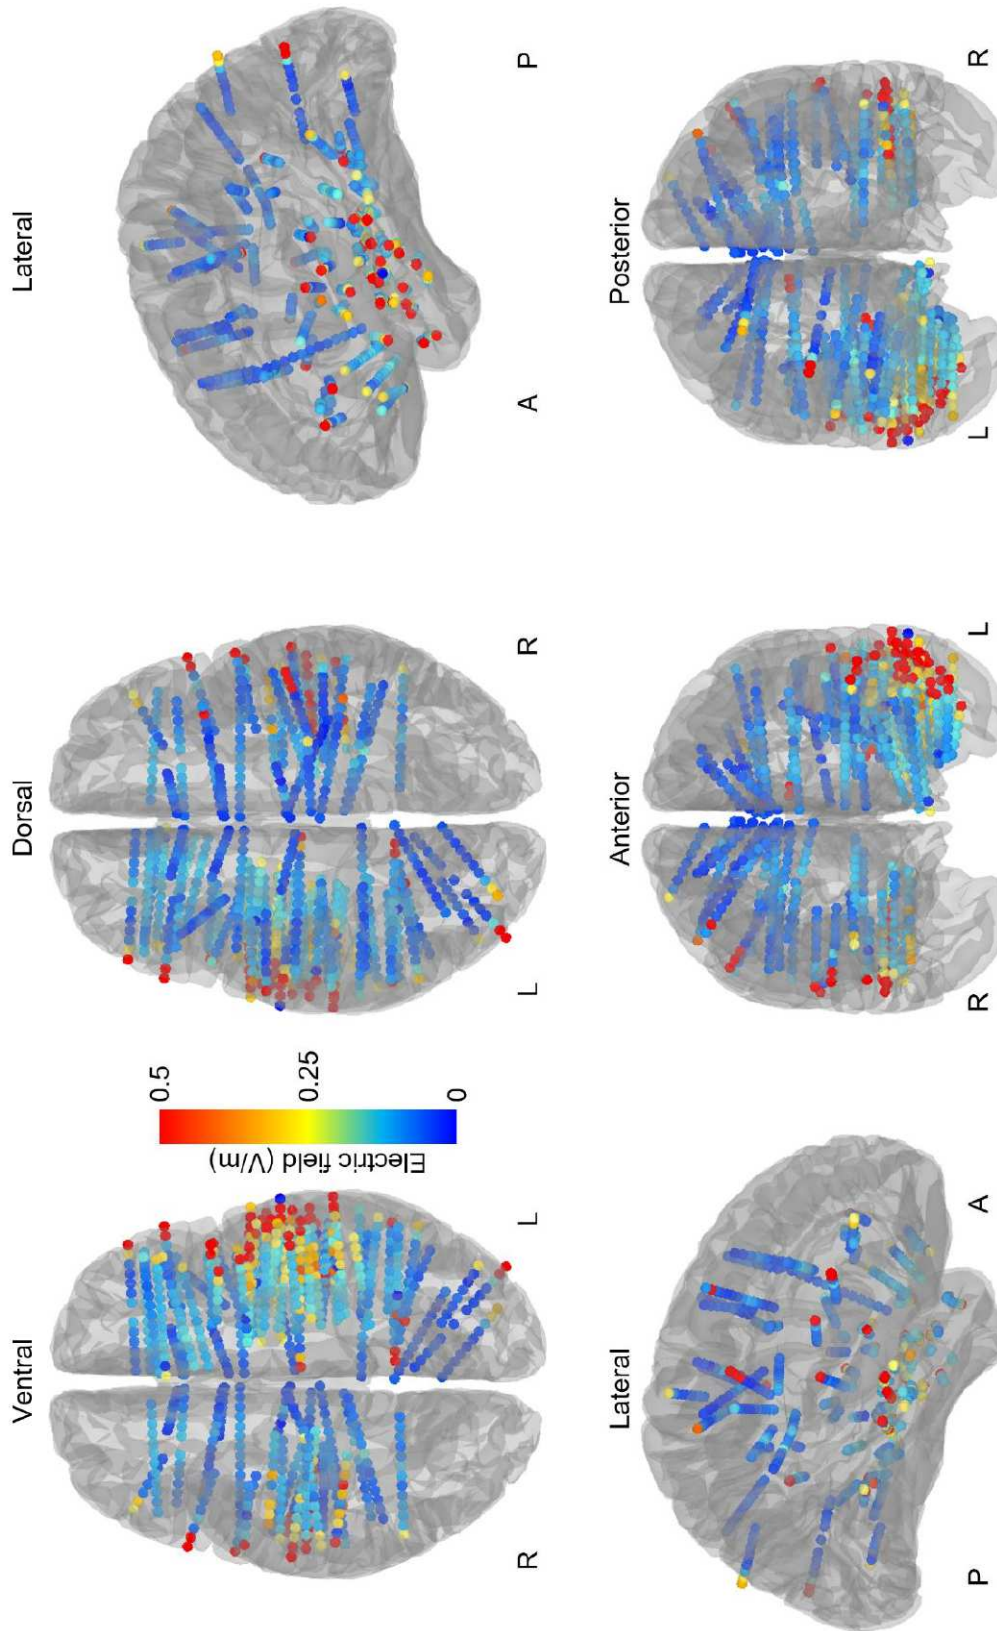 Ventral
Dorsal
Lateral
0.5
0.25
0
Electric field (V/m)
R
L
L
R
A
P
Lateral
Anterior
Posterior
P
A
R
L
L
R